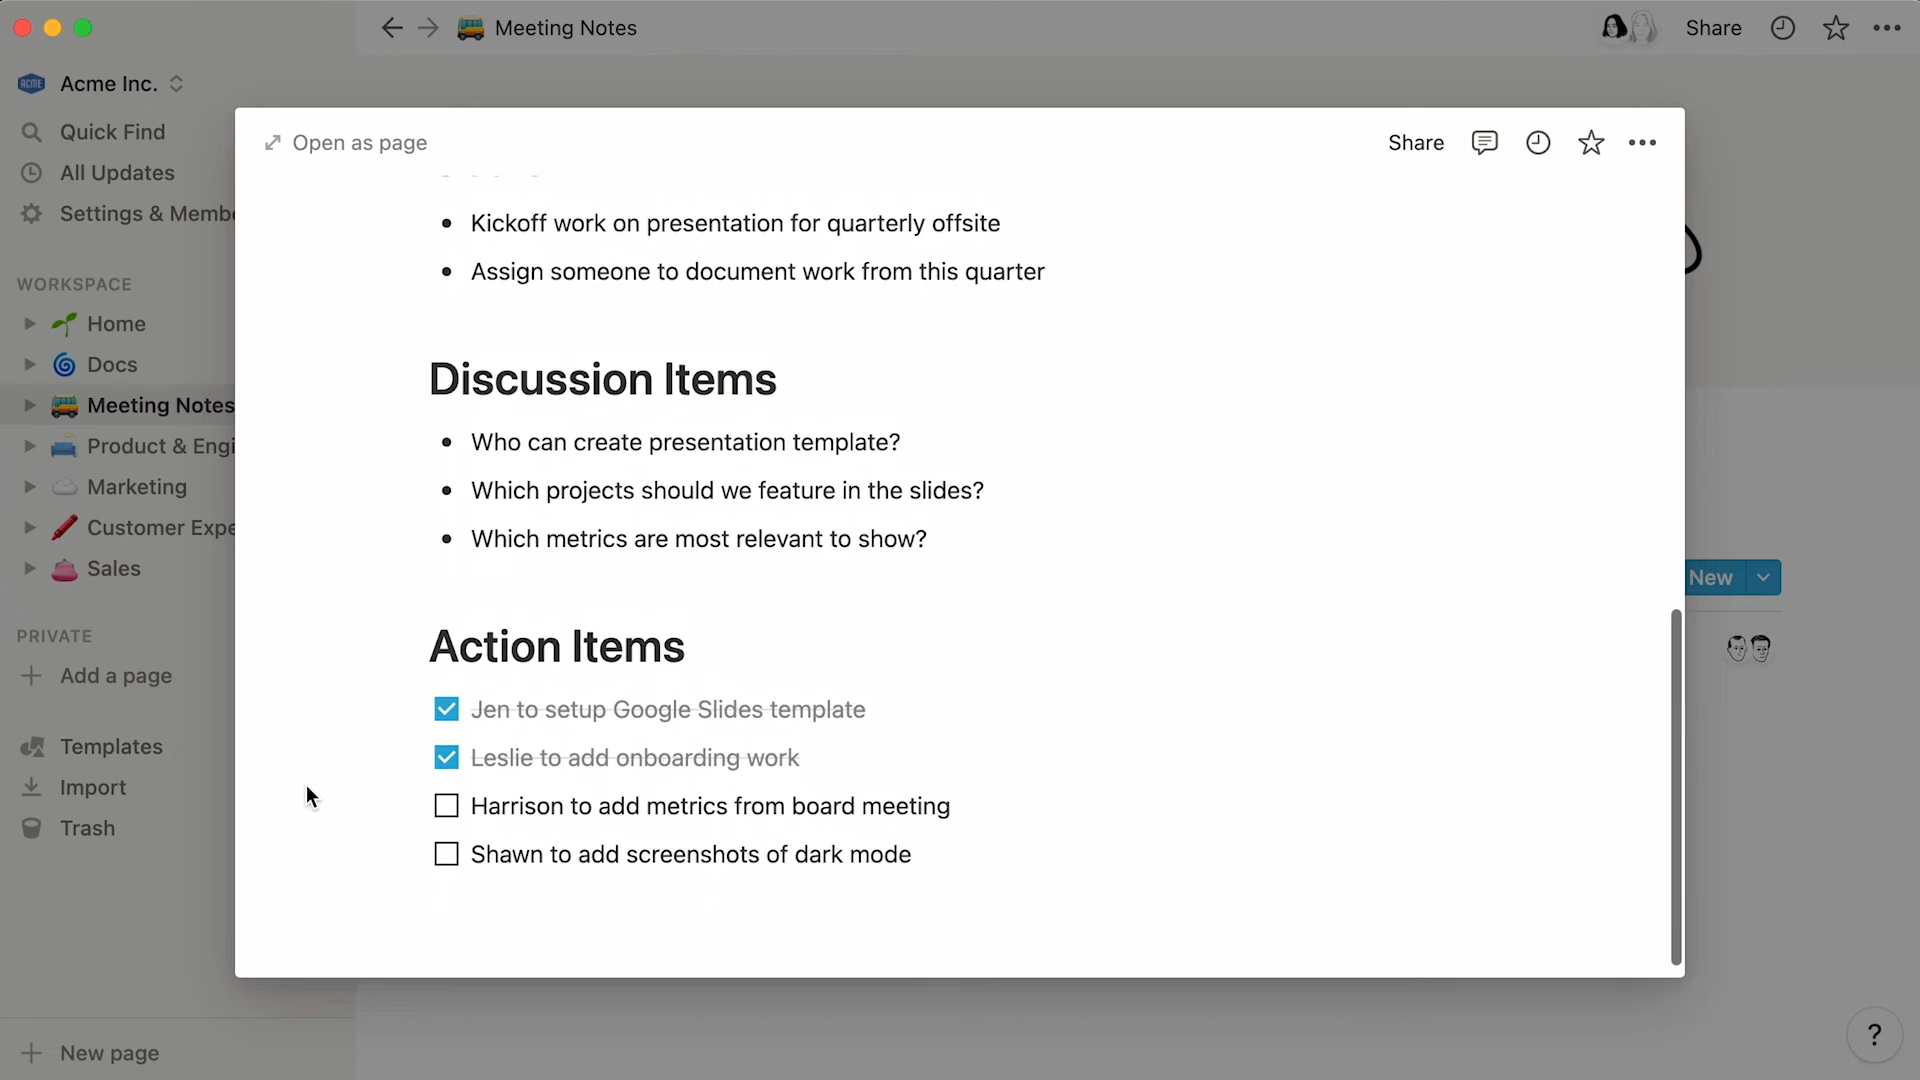 Meeting Notes
Share
ACME Acme Inc.
Quick Find
All Updates
Settings & Membe
WORKSPACE
Home
Docs
Meeting Notes
Product & Engi
Marketing
Customer Expe
Sales
PRIVATE
Add a page
Templates
Import
Trash
New page
Open as page
Share
• Kickoff work on presentation for quarterly offsite
• Assign someone to document work from this quarter
Discussion Items
• Who can create presentation template?
• Which projects should we feature in the slides?
• Which metrics are most relevant to show?
Action Items
Jen to setup Google Slides template
Leslie to add onboarding work
Harrison to add metrics from board meeting
Shawn to add screenshots of dark mode
New
?